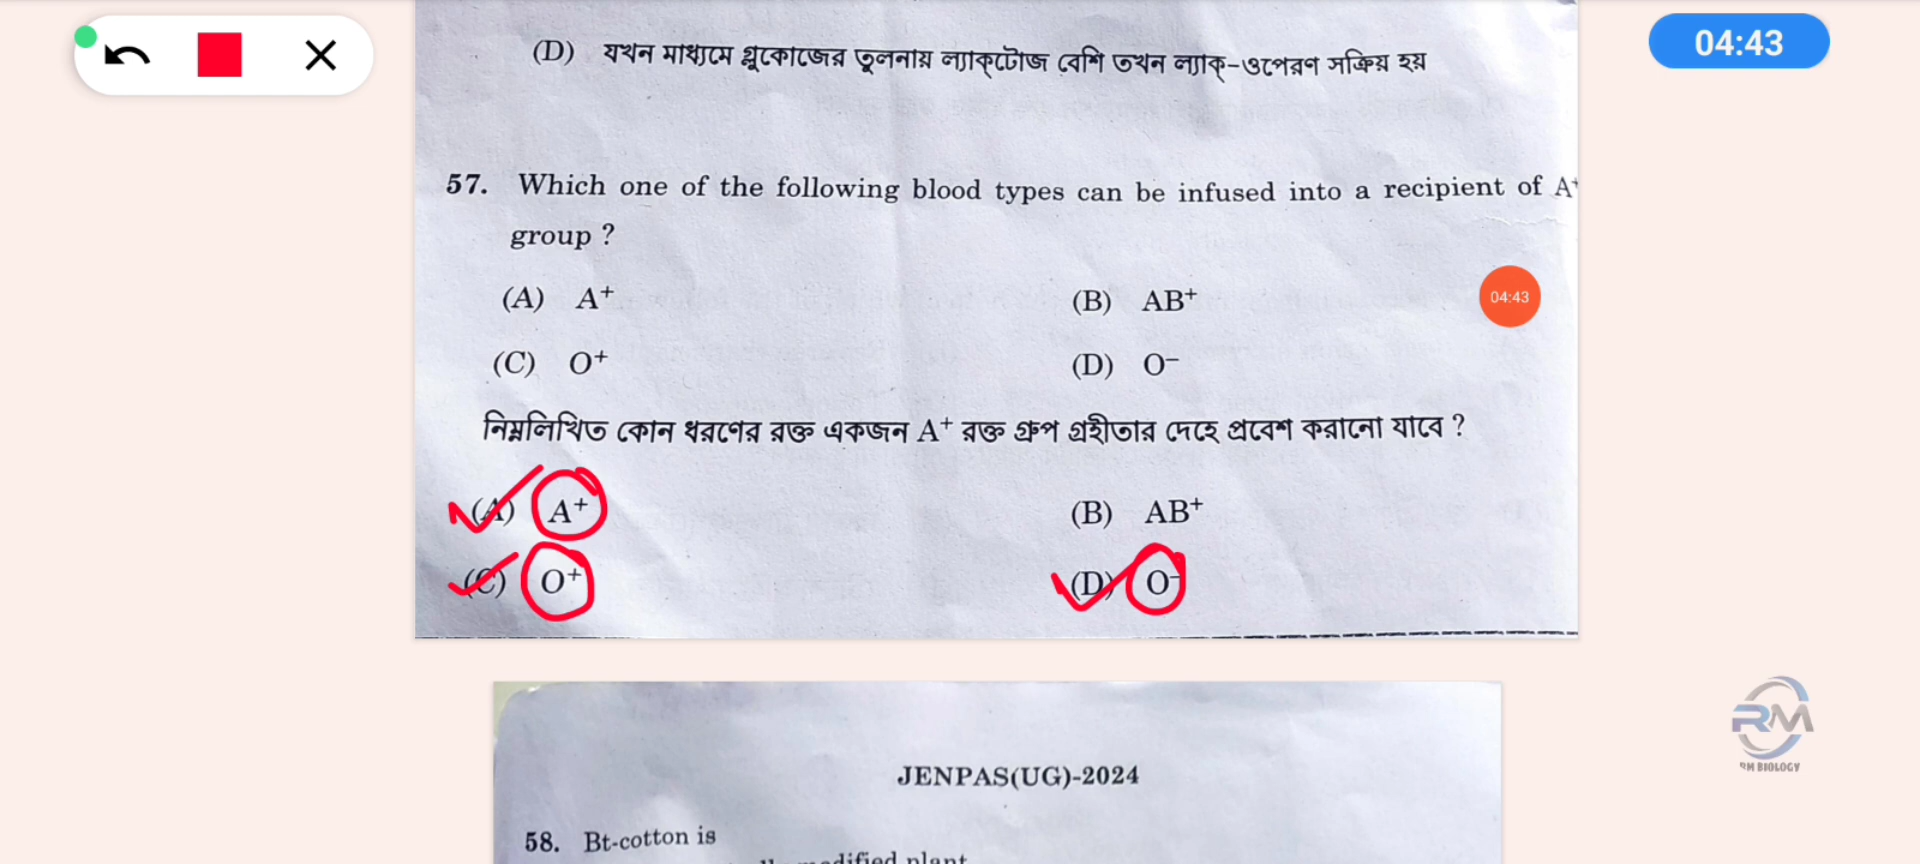 04:43
(D) যখন মাধ্যমে গ্লুকোজের তুলনায় ল্যাক্‌টোজ বেশি তখন ল্যাক্‌-ওপেরণ সক্রিয় হয়
57. Which one of the following blood types can be infused into a recipient of A⁺
group ?
(A) A⁺ (B) AB⁺
04:43
(C) O⁺ (D) O⁻
নিম্নলিখিত কোন ধরণের রক্ত একজন A⁺ রক্ত গ্রুপ গ্রহীতার দেহে প্রবেশ করানো যাবে ?
(A) A⁺ (B) AB⁺
(C) O⁺ (D) O⁻
RM
RM BIOLOGY
JENPAS(UG)-2024
58. Bt-cotton is
plant